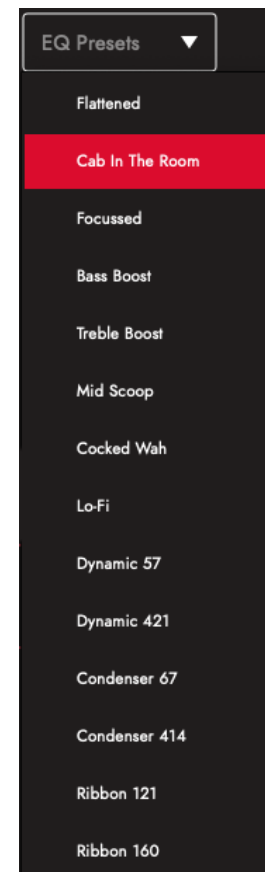 EQ Presets
Flattened
Cab In The Room
Focussed
Bass Boost
Treble Boost
Mid Scoop
Cocked Wah
Lo-Fi
Dynamic 57
Dynamic 421
Condenser 67
Condenser 414
Ribbon 121
Ribbon 160